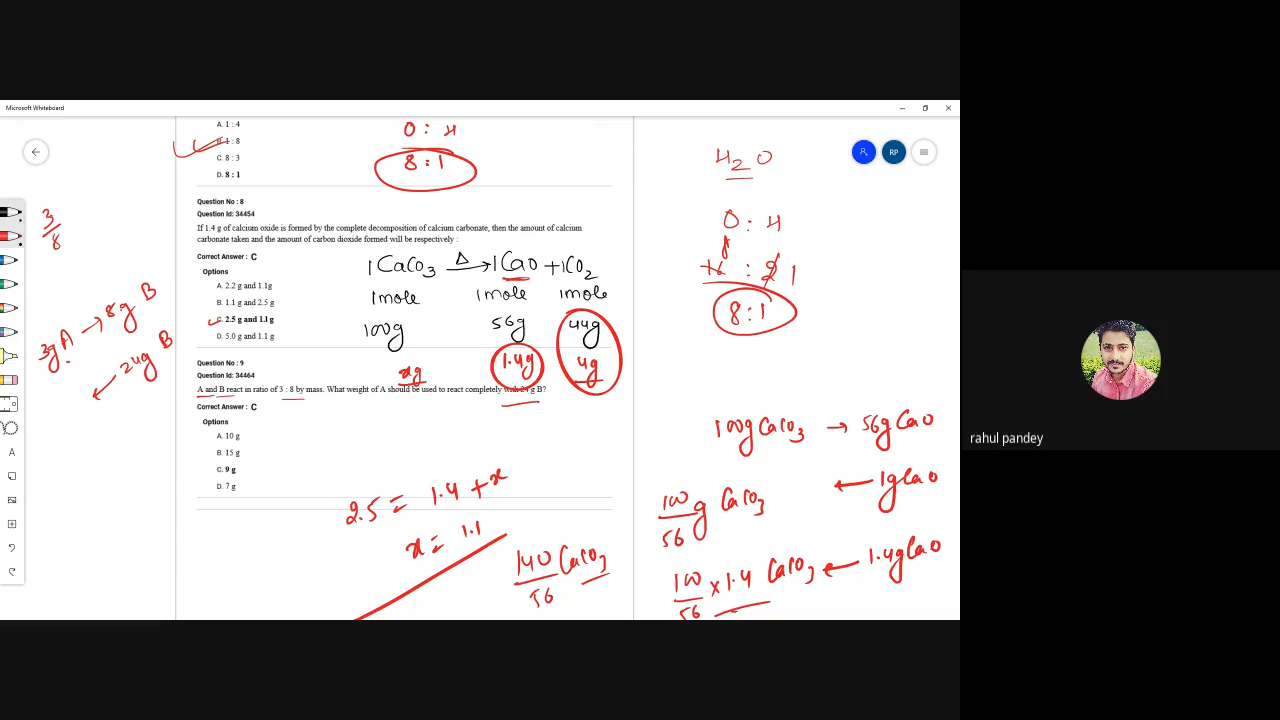 Microsoft Whiteboard
A. 1 : 4
B. 1 : 8
C. 8 : 3
D. 8 : 1
O : H
8 : 1
Question No : 8
Question Id: 34454
If 1.4 g of calcium oxide is formed by the complete decomposition of calcium carbonate, then the amount of calcium
carbonate taken and the amount of carbon dioxide formed will be respectively :
Correct Answer : C
Options
A. 2.2 g and 1.1g
B. 1.1 g and 2.5 g
C. 2.5 g and 1.1 g
D. 5.0 g and 1.1 g
1CaCO3 Δ→ 1CaO + 1CO2
1mole 1mole 1mole
100g 56g 44g
xg 1.4g 4g
Question No : 9
Question Id: 34464
A and B react in ratio of 3 : 8 by mass. What weight of A should be used to react completely with 24 g B?
Correct Answer : C
Options
A. 10 g
B. 15 g
C. 9 g
D. 7 g
2.5 = 1.4 + x
x = 1.1
140/56 CaCO3
3/8
3g A → 8g B
← 24g B
H2O
O : H
8
16 : 2 1
8 : 1
100g CaCO3 → 56g CaO
100/56 g CaCO3 ← 1g CaO
100/56 × 1.4 CaCO3 ← 1.4g CaO
RP
A
rahul pandey